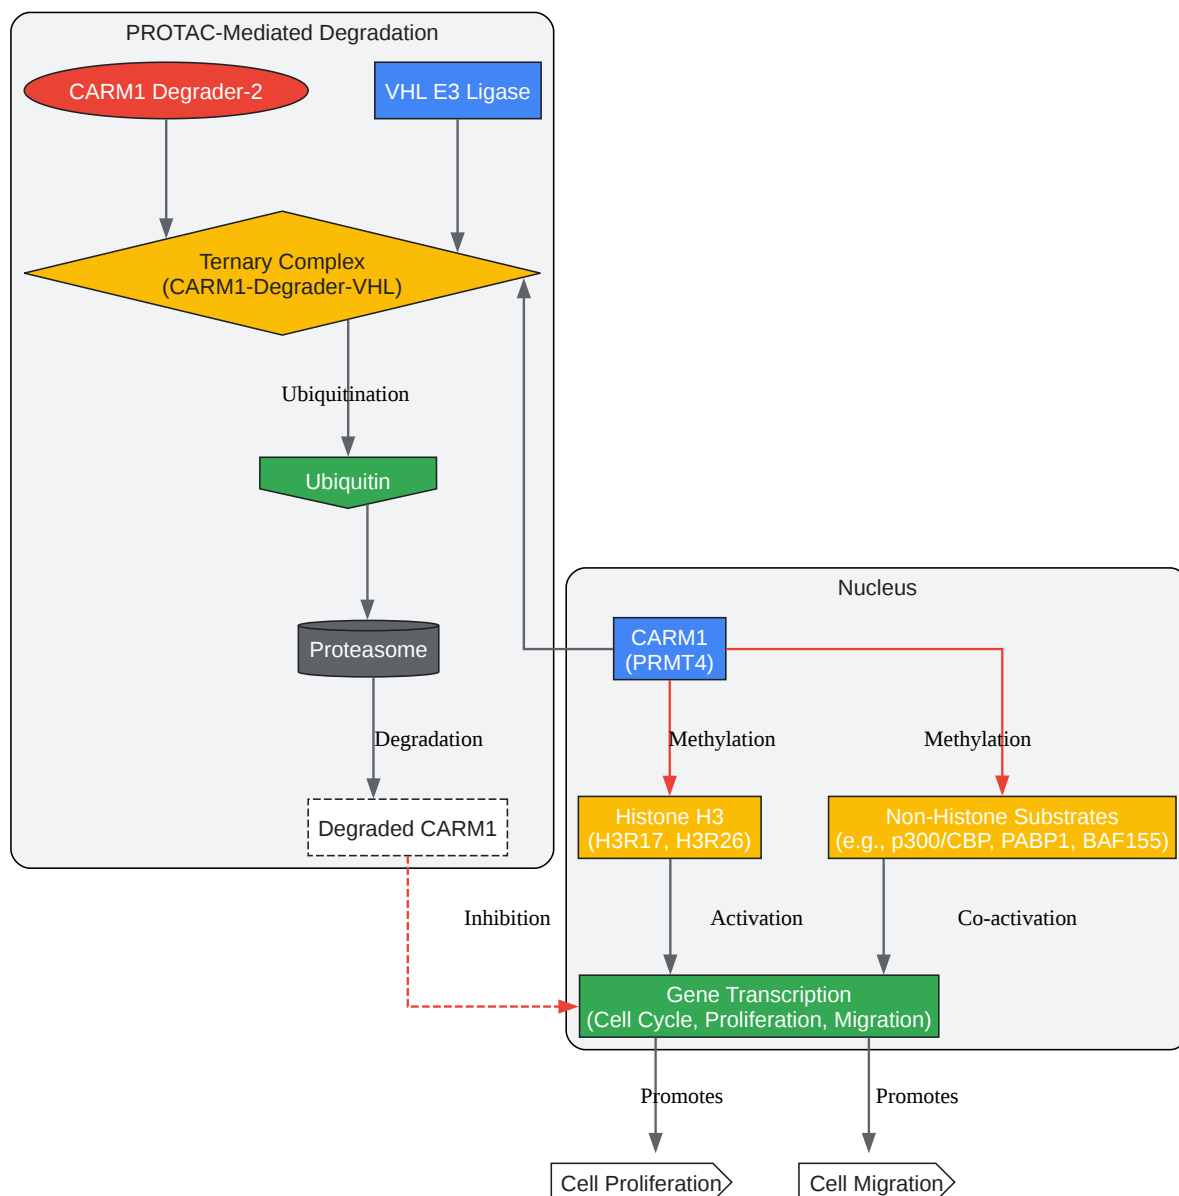 PROTAC-Mediated Degradation
CARM1 Degrader-2
VHL E3 Ligase
Ternary Complex
(CARM1-Degrader-VHL)
Ubiquitination
Ubiquitin
Proteasome
Degradation
Degraded CARM1
Inhibition
Nucleus
CARM1
(PRMT4)
Methylation
Methylation
Histone H3
(H3R17, H3R26)
Non-Histone Substrates
(e.g., p300/CBP, PABP1, BAF155)
Activation
Co-activation
Gene Transcription
(Cell Cycle, Proliferation, Migration)
Promotes
Promotes
Cell Proliferation
Cell Migration